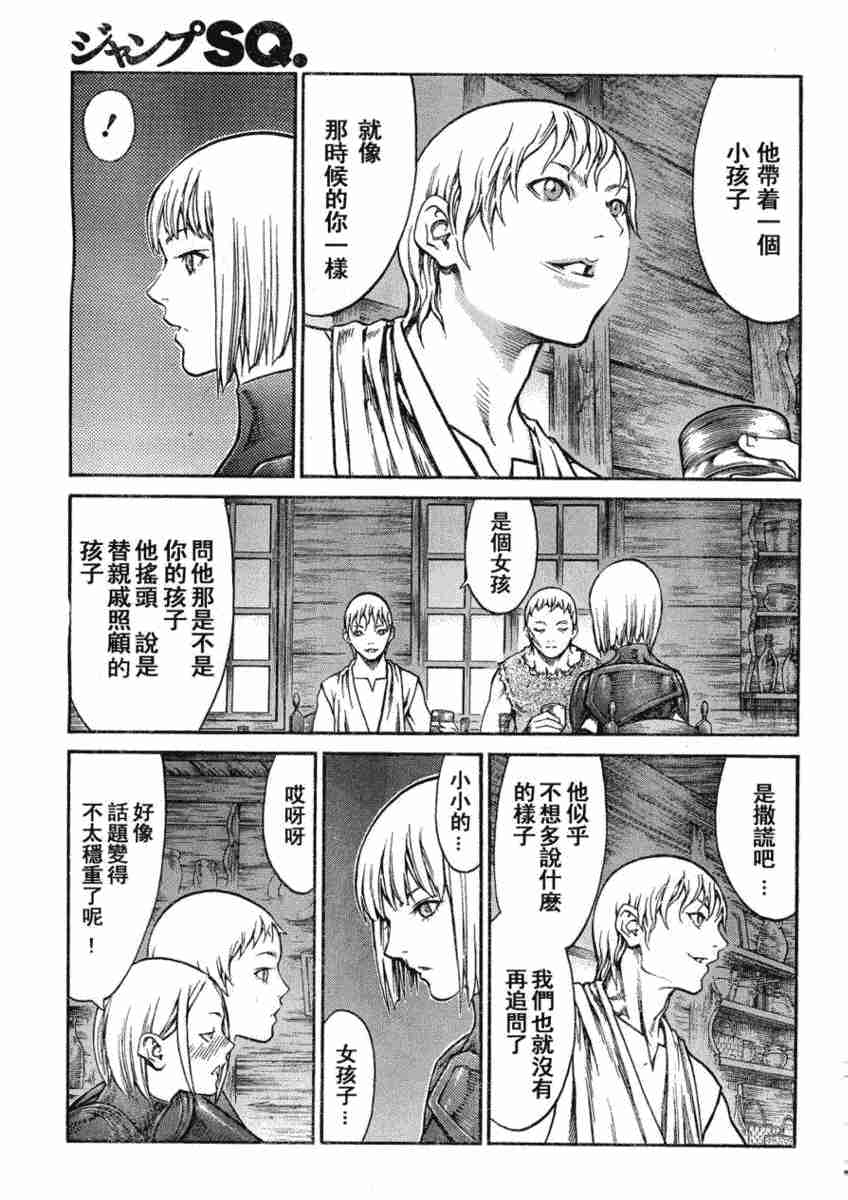 ジャンプSQ.
他帶着一個
小孩子
就像
那時候的你一樣
！
是個女孩
問他那是不是
你的孩子
他搖頭 說是
替親戚照顧的
孩子
是撒謊吧…
他似乎
不想多說什麽
的樣子
我們也就沒有
再追問了
小小的…
女孩子…
哎呀呀
好像
話題變得
不太穩重了呢！